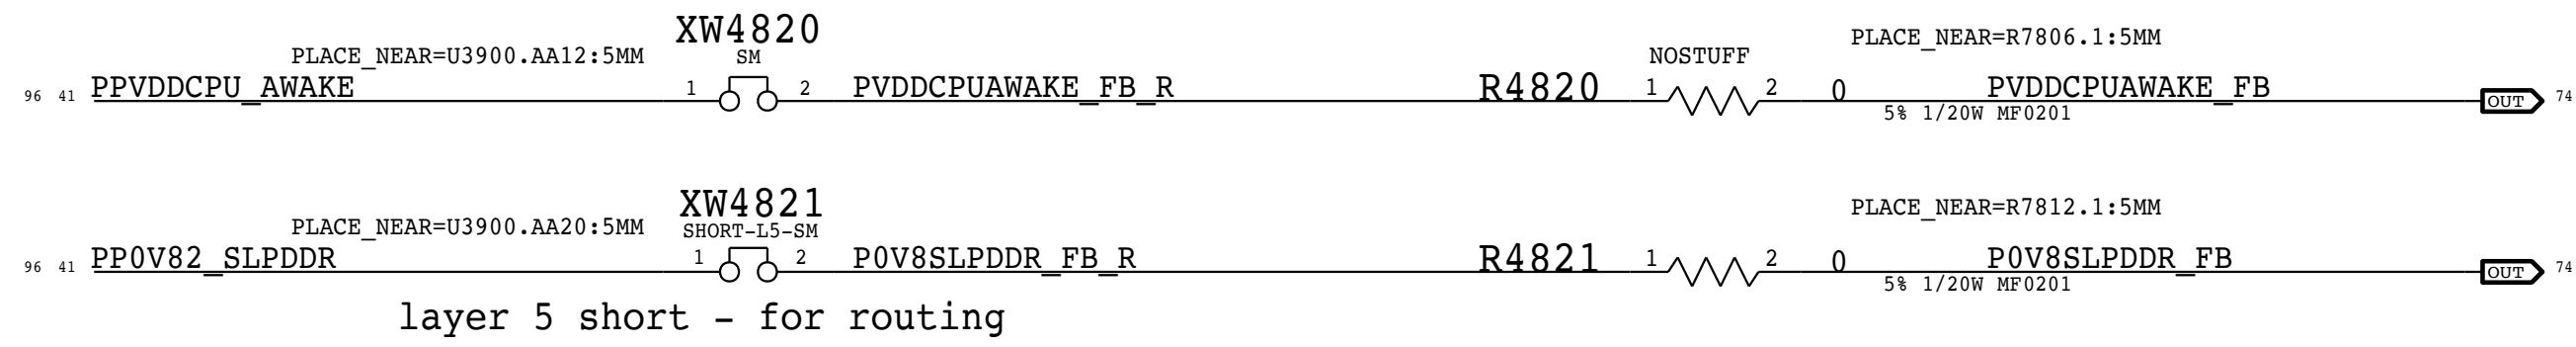 XW4820
PLACE_NEAR=U3900.AA12:5MM SM NOSTUFF PLACE_NEAR=R7806.1:5MM
96 41 PPVDDCPU_AWAKE 1 2 PVDDCPUAWAKE_FB_R R4820 1 2 0 PVDDCPUAWAKE_FB OUT 74
5% 1/20W MF0201
XW4821
PLACE_NEAR=U3900.AA20:5MM SHORT-L5-SM PLACE_NEAR=R7812.1:5MM
96 41 PP0V82_SLPDDR 1 2 P0V8SLPDDR_FB_R R4821 1 2 0 P0V8SLPDDR_FB OUT 74
5% 1/20W MF0201
layer 5 short - for routing